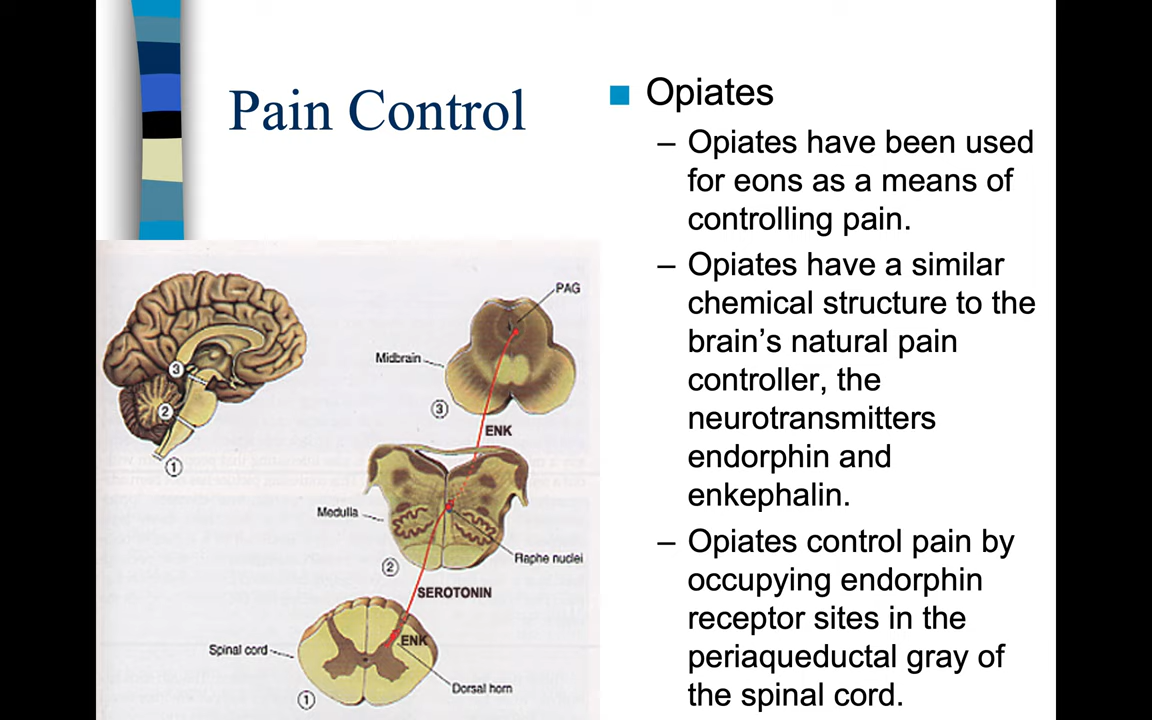 Pain Control
■ Opiates
– Opiates have been used
for eons as a means of
controlling pain.
– Opiates have a similar
chemical structure to the
brain’s natural pain
controller, the
neurotransmitters
endorphin and
enkephalin.
– Opiates control pain by
occupying endorphin
receptor sites in the
periaqueductal gray of
the spinal cord.
PAG
Midbrain
3
ENK
Medulla
Raphe nuclei
2
SEROTONIN
ENK
Spinal cord
Dorsal horn
1
3
2
1